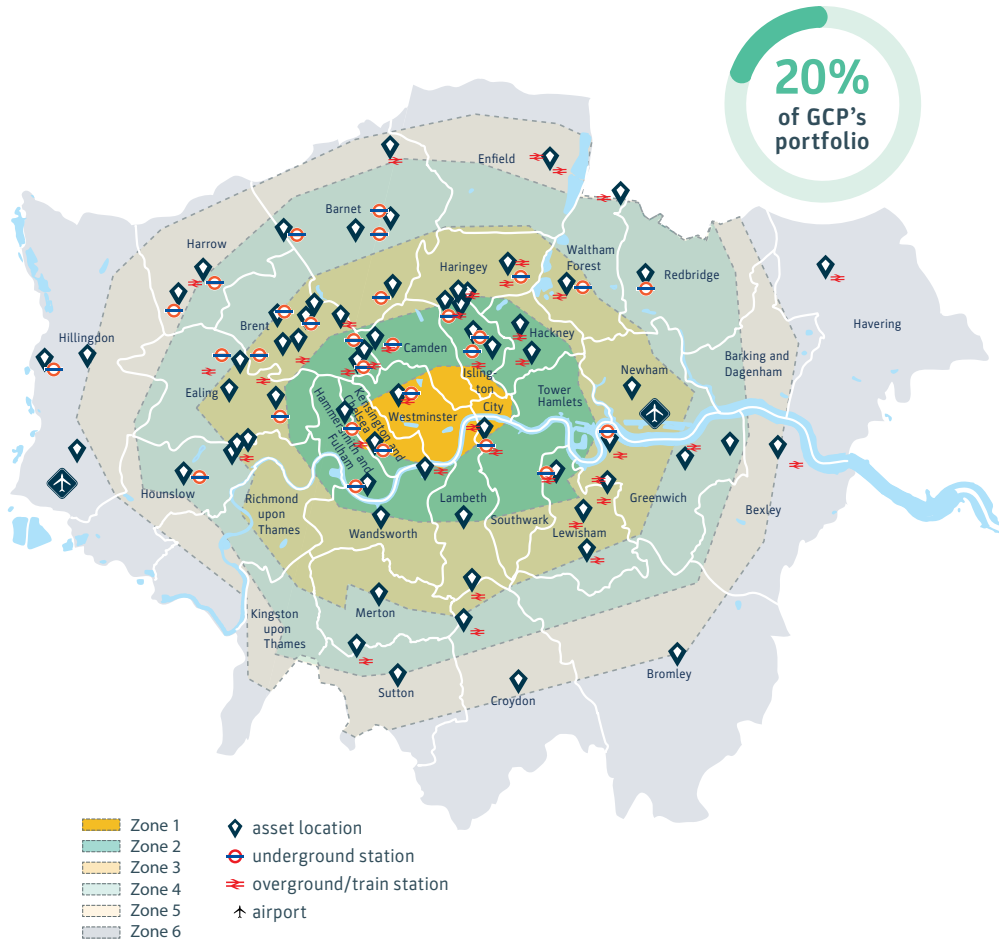 20%
of GCP's
portfolio
Enfield
Barnet
Harrow
Haringey
Waltham
Forest
Redbridge
Havering
Hillingdon
Brent
Camden
Hackney
Barking and
Dagenham
Isling-
ton
Newham
Ealing
Tower
Hamlets
City
Westminster
Kensington and
Chelsea
Hammersmith and
Fulham
Hounslow
Richmond
upon
Thames
Lambeth
Greenwich
Southwark
Bexley
Wandsworth
Lewisham
Merton
Kingston
upon
Thames
Bromley
Sutton
Croydon
Zone 1
Zone 2
Zone 3
Zone 4
Zone 5
Zone 6
asset location
underground station
overground/train station
airport